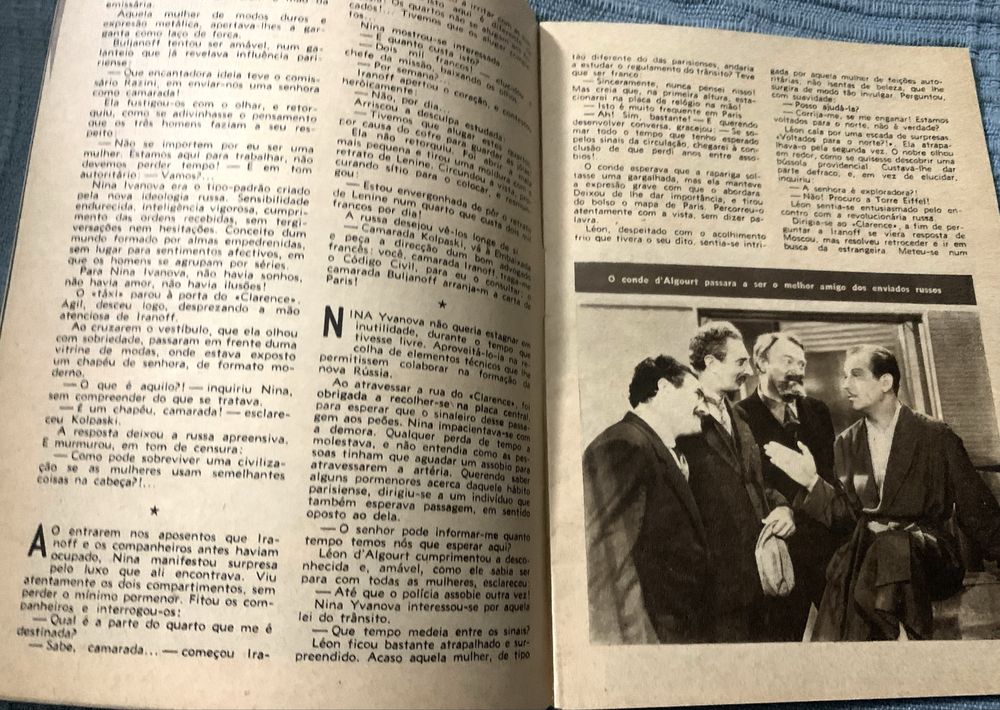 emissária.
Aquela mulher de modos duros e
expresão metálica, apertava-lhes a gar-
ganta como laço de força.
Buljanoff tentou ser amável, num ga-
lanteio que já revelava influência pari-
siense:
— Que encantadora ideia teve o comis-
sário Razini, em enviar-nos uma senhora
como camarada!
Ela fustigou-os com o olhar, e retor-
quiu, como se adivinhasse o pensamento
que os três homens faziam a seu res-
peito:
— Não se importem por eu ser uma
mulher. Estamos aqui para trabalhar, não
devemos perder tempo! — E em tom
autoritário: — Vamos?...
Nina Ivanova era o tipo-padrão criado
pela nova ideologia russa. Sensibilidade
endurecida, inteligência vigorosa, cumpri-
mento das ordens recebidas, sem tergi-
versações nem hesitações. Conceito dum
mundo formado por almas empedrenidas,
sem lugar para sentimentos afectivos, em
que os homens se agrupam por séries.
Para Nina Ivanova, não havia sonhos,
não havia amor, não havia ilusões!
O «táxi» parou à porta do «Clarence».
Agil, desceu logo, desprezando a mão
atenciosa de Iranoff.
Ao cruzarem o vestíbulo, que ela olhou
com sobriedade, passaram em frente duma
vitrine de modas, onde estava exposto
um chapéu de senhora, de formato mo-
derno.
— O que é aquilo?! — inquiriu Nina,
sem compreender do que se tratava.
— É um chapéu, camarada! — esclare-
ceu Kolpaski.
A resposta deixou a russa apreensiva.
E murmurou, em tom de censura:
— Como pode sobreviver uma civiliza-
ção se as mulheres usam semelhantes
coisas na cabeça?!...
★
AO entrarem nos aposentos que Ira-
noff e os companheiros antes haviam
ocupado, Nina manifestou surpresa
pelo luxo que ali encontrava. Viu
atentamente os dois compartimentos, sem
perder o mínimo pormenor. Fitou os com-
panheiros e interrogou-os:
— Qual é a parte do quarto que me é
destinada?
— Sabe, camarada... — começou Ira-
Os quartos não se alugam
Tivemos que os alugar
Nina mostrou-se interessada.
— E quanto custa isto?
— Dois mil francos!
chefe da missão, baixando os olhos.
— Por semana?
Iranoff apertou o coração, e contestou,
heròicamente:
— Não, por dia...
Arriscou a desculpa estudada:
— Tivemos que alugar estes quartos
por causa do cofre para guardar
Ela não retorquiu. Foi abrir
mais pequena e tirou uma moldura com o
retrato de Lenine. Circundou a vista, pro-
curando sítio para o colocar, e resmun-
gou:
— Estou envergonhada de pôr o retrato
de Lenine num quarto que custa dois mil
francos por dia!
A russa desejou vê-los longe de si.
— Camarada Kolpaski, vá à Embaixada
e peça a direcção dum bom advogado
francês; você, camarada Iranoff, traga-me
o Código Civil, para eu o consultar; o
camarada Buljanoff arranja-m a carta de
Paris!
★
NINA Yvanova não queria estagnar em
inutilidade, durante o tempo que
tivesse livre. Aproveitá-lo-ia na re-
colha de elementos técnicos que lhe
permitissem colaborar na formação da
nova Rússia.
Ao atravessar a rua do «Clarence», foi
obrigada a recolher-se na placa central,
para esperar que o sinaleiro desse passa-
gem aos peões. Nina impacientava-se com
a demora. Qualquer perda de tempo a
molestava, e não entendia como as pes-
soas tinham que aguadar um assobio para
atravessarem a artéria. Querendo saber
alguns pormenores acerca daquele hábito
parisiense, dirigiu-se a um indivíduo que
também esperava passagem, em sentido
oposto ao dela.
— O senhor pode informar-me quanto
tempo temos nós que esperar aqui?
Léon d'Algourt cumprimentou a desco-
nhecida e, amável, como ele sabia ser
para com todas as mulheres, esclareceu:
— Até que o polícia assobie outra vez!
Nina Yvanova interessou-se por aquela
lei do trânsito.
— Que tempo medeia entre os sinais?
Léon ficou bastante atrapalhado e sur-
preendido. Acaso aquela mulher, de tipo
tão diferente do das parisienses, andaria
a estudar o regulamento do trânsito? Teve
que ser franco:
— Sinceramente, nunca pensei nisso!
Mas creia que, na primeira altura, esta-
cionarei na placa de relógio na mão!
— Isto é muito freqüente em Paris
— Ah! Sim, bastante! — E querendo
desenvolver conversa, gracejou: — Se so-
mar todo o tempo que tenho esperado
pelos sinais da circulação, chegarei à con-
clusão de que perdi anos entre asso-
bios!
O conde esperava que a rapariga sol-
tasse uma gargalhada, mas ela manteve
a expressão grave com que o abordara
Deixou de lhe dar importância, e tirou
do bolso o mapa de Paris. Percorreu-o
atentamente com a vista, sem dizer pa-
lavra.
Léon, despeitado com o acolhimento
frio que tivera o seu dito, sentia-se intri-
gada por aquela mulher de feições auto-
ritárias, não isentas de beleza, que lhe
surgira de modo tão invulgar. Perguntou,
com suavidade:
— Posso ajudá-la?
— Corrija-me, se me enganar! Estamos
voltados para o norte, não é verdade?
Léon caía por uma escada de surpresas.
«Voltados para o norte?!». Ela atrapa-
lhava-o pela segunda vez. O nobre olhou
em redor, como se quisesse descobrir uma
bússola providencial. Custava-lhe dar
parte defraco, e, em vez de elucidar,
inquiriu:
— A senhora é exploradora?!
— Não! Procuro a Torre Eiffel!
Léon sentia-se entusiasmado pelo en-
contro com a revolucionária russa.
Dirigia-se ao «Clarence», a fim de per-
guntar a Iranoff se viera resposta de
Moscou, mas resolveu retroceder e ir em
busca da estrangeira. Meteu-se num
O conde d'Algourt passara a ser o melhor amigo dos enviados russos